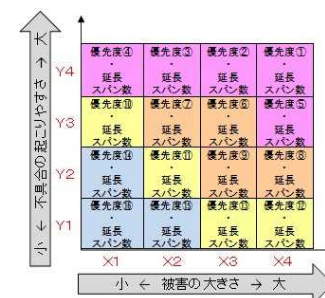 大 ← 不具合の起こりやすさ → 小
Y4
優先度④ 優先度③ 優先度② 優先度①
・ ・ ・ ・
延長 延長 延長 延長
スパン数 スパン数 スパン数 スパン数
Y3
優先度⑩ 優先度⑦ 優先度⑥ 優先度⑤
・ ・ ・ ・
延長 延長 延長 延長
スパン数 スパン数 スパン数 スパン数
Y2
優先度⑭ 優先度⑪ 優先度⑨ 優先度⑧
・ ・ ・ ・
延長 延長 延長 延長
スパン数 スパン数 スパン数 スパン数
Y1
優先度⑯ 優先度⑮ 優先度⑬ 優先度⑫
・ ・ ・ ・
延長 延長 延長 延長
スパン数 スパン数 スパン数 スパン数
X1 X2 X3 X4
小 ← 被害の大きさ → 大